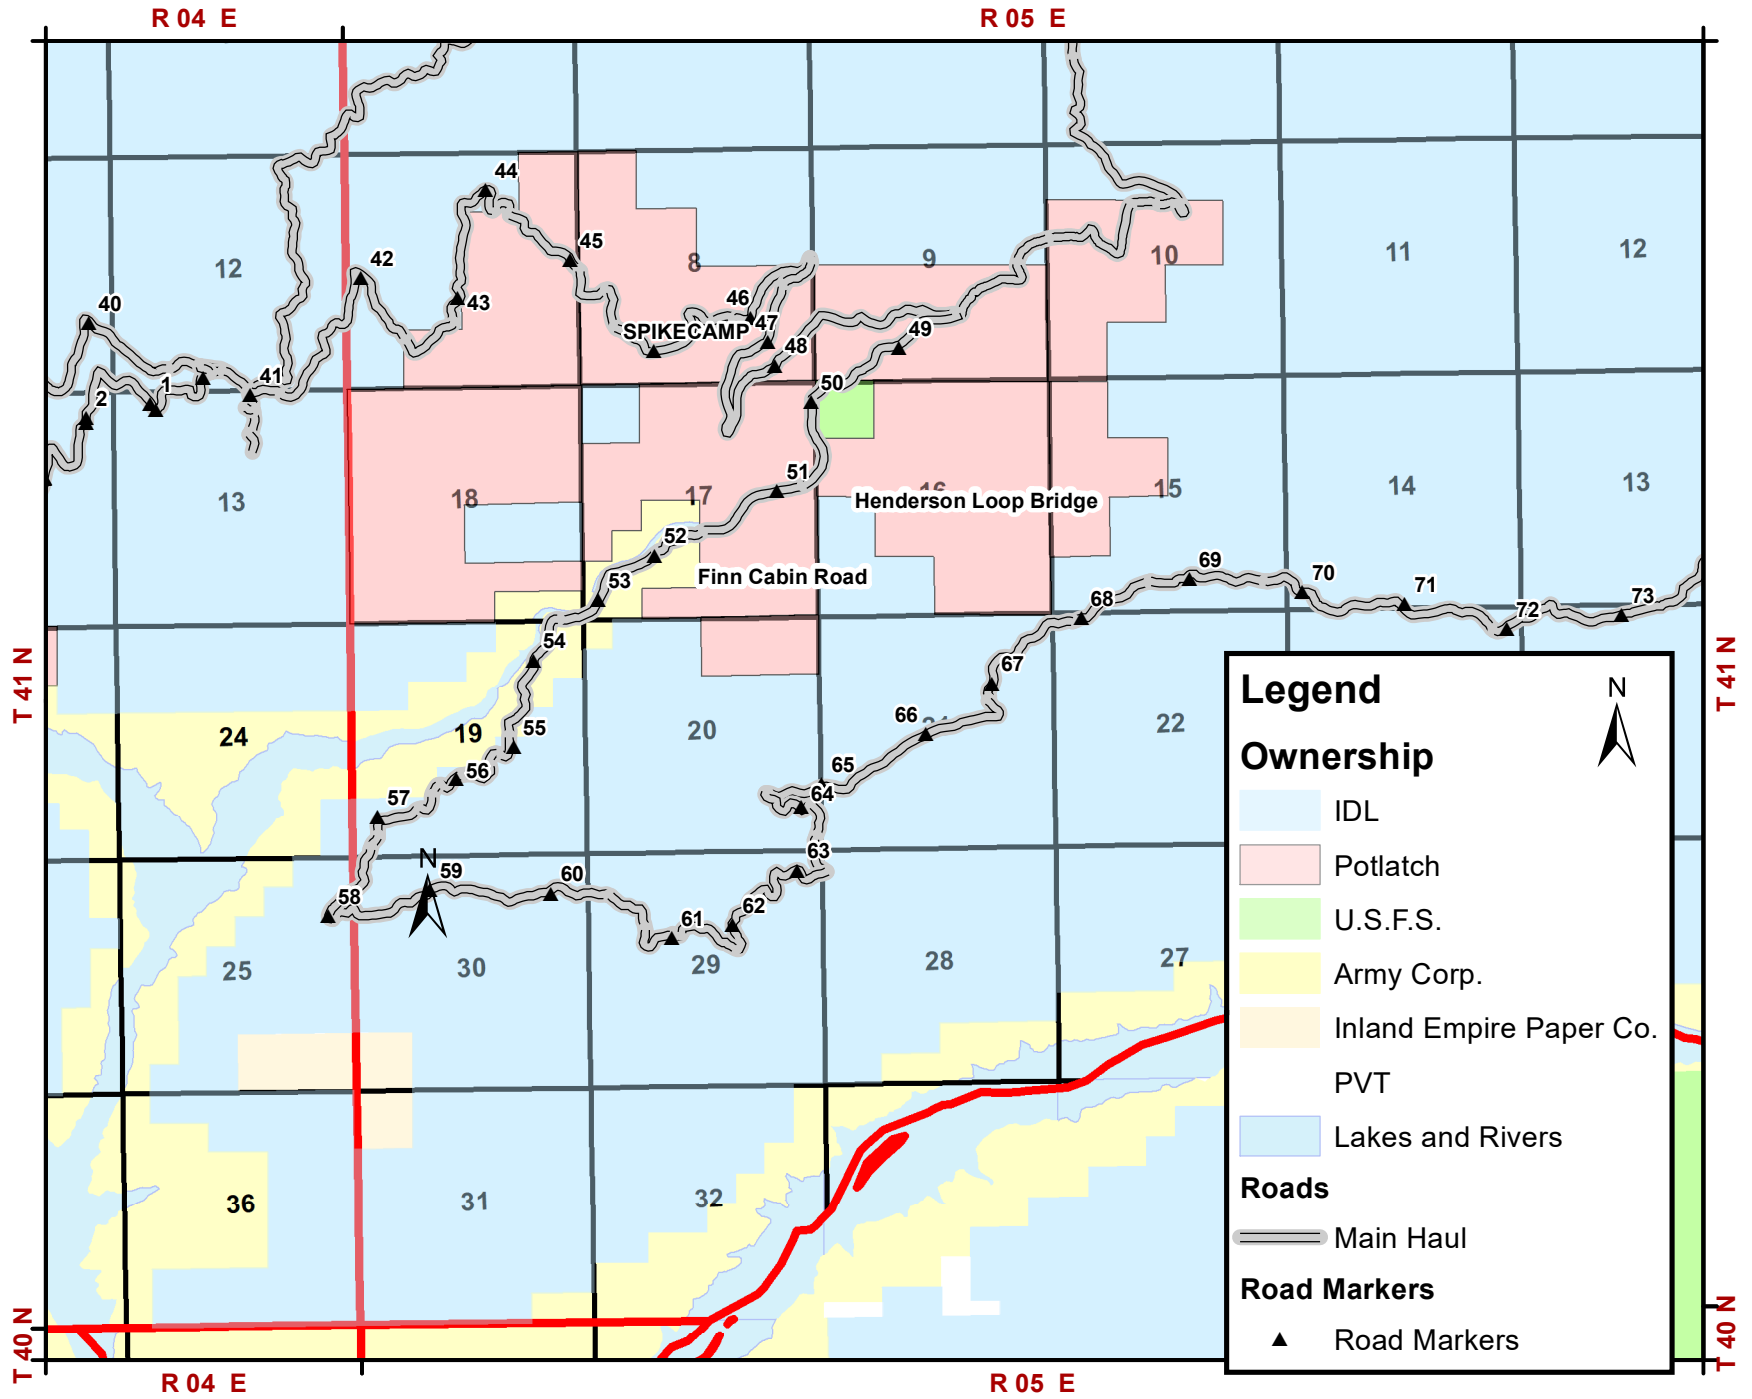 R 04 E
R 05 E
44
45
42
40
43
12
8
9
10
11
12
46
47
SPIKECAMP
48
49
41
1
2
50
51
13
18
17
16
15
14
13
Henderson Loop Bridge
52
53
Finn Cabin Road
69
70
71
72
73
68
67
54
55
56
57
T 41 N
T 41 N
24
19
20
66
21
22
65
64
63
N
58
59
60
61
62
25
30
29
28
27
36
31
32
Legend
N
Ownership
IDL
Potlatch
U.S.F.S.
Army Corp.
Inland Empire Paper Co.
PVT
Lakes and Rivers
Roads
Main Haul
Road Markers
Road Markers
T 40 N
T 40 N
R 04 E
R 05 E